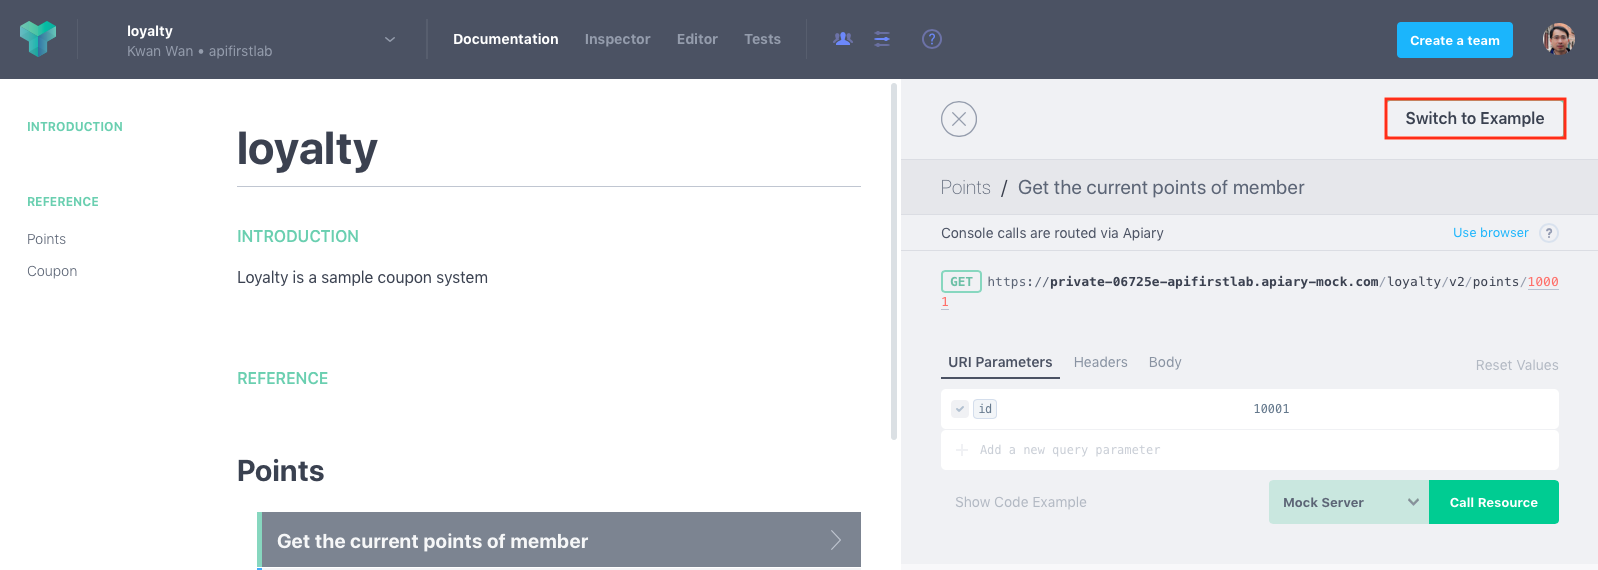 loyalty
Kwan Wan • apifirstlab
Documentation
Inspector
Editor
Tests
?
Create a team
INTRODUCTION
REFERENCE
Points
Coupon
loyalty
INTRODUCTION
Loyalty is a sample coupon system
REFERENCE
Points
Get the current points of member
Switch to Example
Points / Get the current points of member
Console calls are routed via Apiary
Use browser ?
GET https://private-06725e-apifirstlab.apiary-mock.com/loyalty/v2/points/1000
1
URI Parameters Headers Body Reset Values
id 10001
Add a new query parameter
Show Code Example Mock Server Call Resource